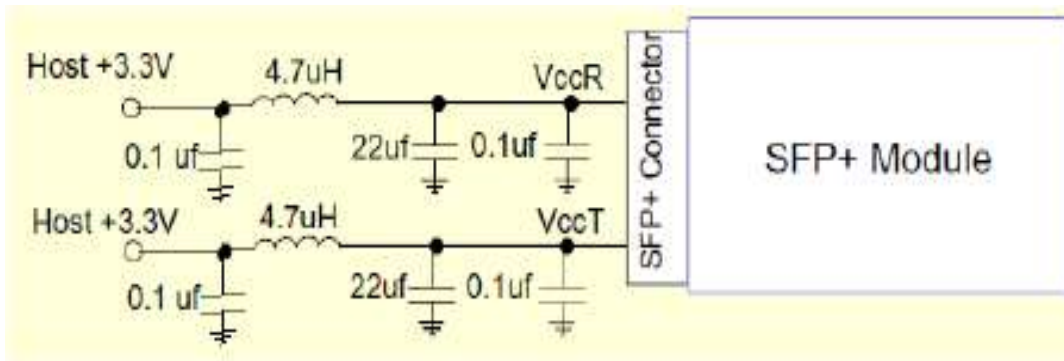 Host +3.3V
4.7uH
VccR
0.1 uf
22uf
0.1uf
Host +3.3V
4.7uH
VccT
0.1 uf
22uf
0.1uf
SFP+ Connector
SFP+ Module